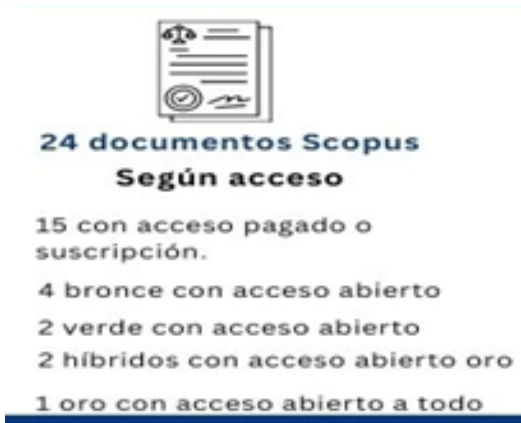 24 documentos Scopus
Según acceso
15 con acceso pagado o
suscripción.
4 bronce con acceso abierto
2 verde con acceso abierto
2 híbridos con acceso abierto oro
1 oro con acceso abierto a todo